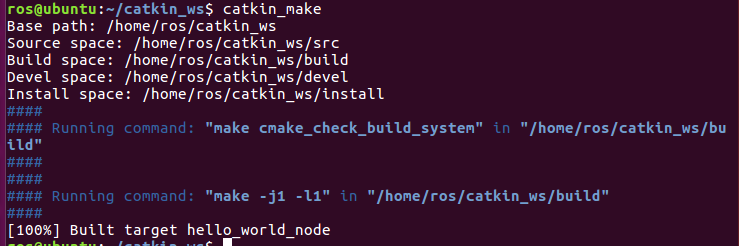 ros@ubuntu:~/catkin_ws$ catkin_make
Base path: /home/ros/catkin_ws
Source space: /home/ros/catkin_ws/src
Build space: /home/ros/catkin_ws/build
Devel space: /home/ros/catkin_ws/devel
Install space: /home/ros/catkin_ws/install
####
#### Running command: "make cmake_check_build_system" in "/home/ros/catkin_ws/bu
ild"
####
####
#### Running command: "make -j1 -l1" in "/home/ros/catkin_ws/build"
####
[100%] Built target hello_world_node
ros@ubuntu:~/catkin_ws$